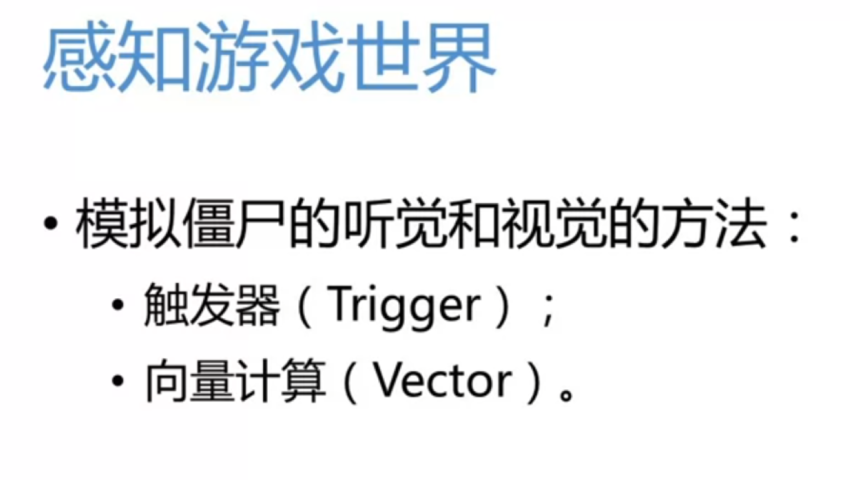 感知游戏世界
• 模拟僵尸的听觉和视觉的方法：
• 触发器（Trigger）；
• 向量计算（Vector）。